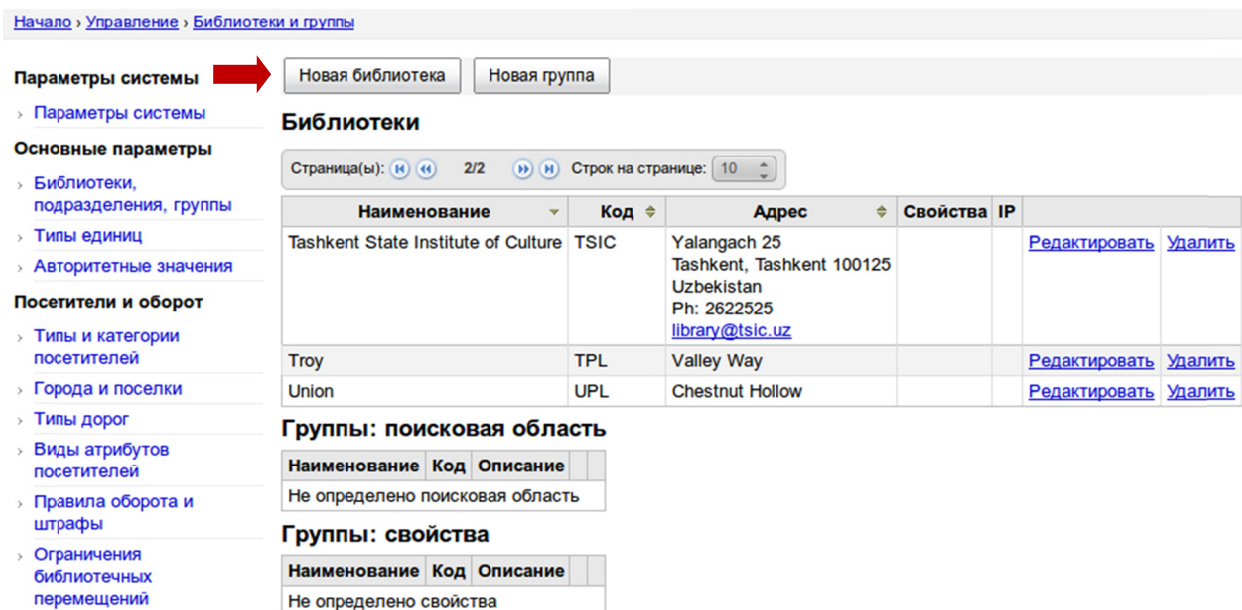 Начало › Управление › Библиотеки и группы
Параметры системы
› Параметры системы
Основные параметры
› Библиотеки,
подразделения, группы
› Типы единиц
› Авторитетные значения
Посетители и оборот
› Типы и категории
посетителей
› Города и поселки
› Типы дорог
› Виды атрибутов
посетителей
› Правила оборота и
штрафы
› Ограничения
библиотечных
перемещений
Новая библиотека Новая группа
Библиотеки
Страница(ы): 2/2 Строк на странице: 10
Наименование Код Адрес Свойства IP
Tashkent State Institute of Culture TSIC Yalangach 25 Редактировать Удалить
Tashkent, Tashkent 100125
Uzbekistan
Ph: 2622525
library@tsic.uz
Troy TPL Valley Way Редактировать Удалить
Union UPL Chestnut Hollow Редактировать Удалить
Группы: поисковая область
Наименование Код Описание
Не определено поисковая область
Группы: свойства
Наименование Код Описание
Не определено свойства